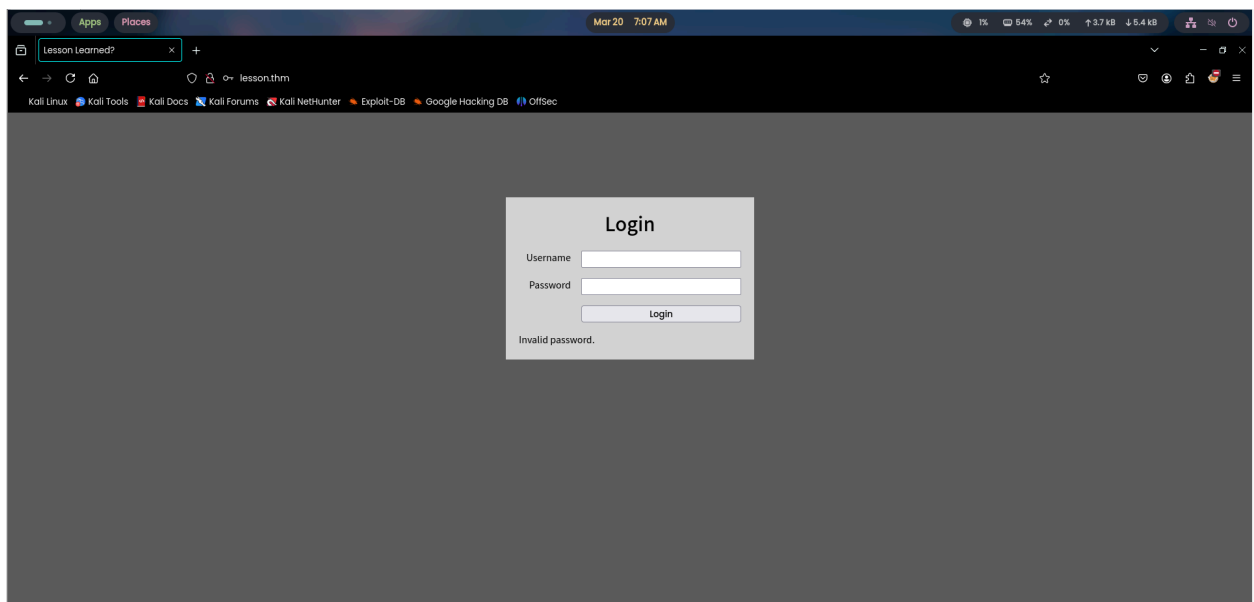 Apps Places Mar 20 7:07 AM 1% 54% 0% ↑3.7 kB ↓5.4 kB
Lesson Learned?
lesson.thm
Kali Linux Kali Tools Kali Docs Kali Forums Kali NetHunter Exploit-DB Google Hacking DB OffSec
Login
Username
Password
Login
Invalid password.